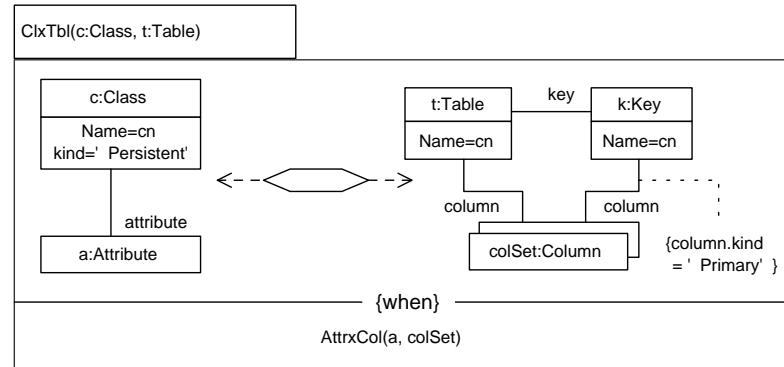 ClxTbl(c:Class, t:Table)
c:Class
Name=cn
kind=' Persistent'
attribute
a:Attribute
t:Table
Name=cn
key
k:Key
Name=cn
column
column
colSet:Column
{column.kind
= ' Primary' }
{when}
AttrxCol(a, colSet)